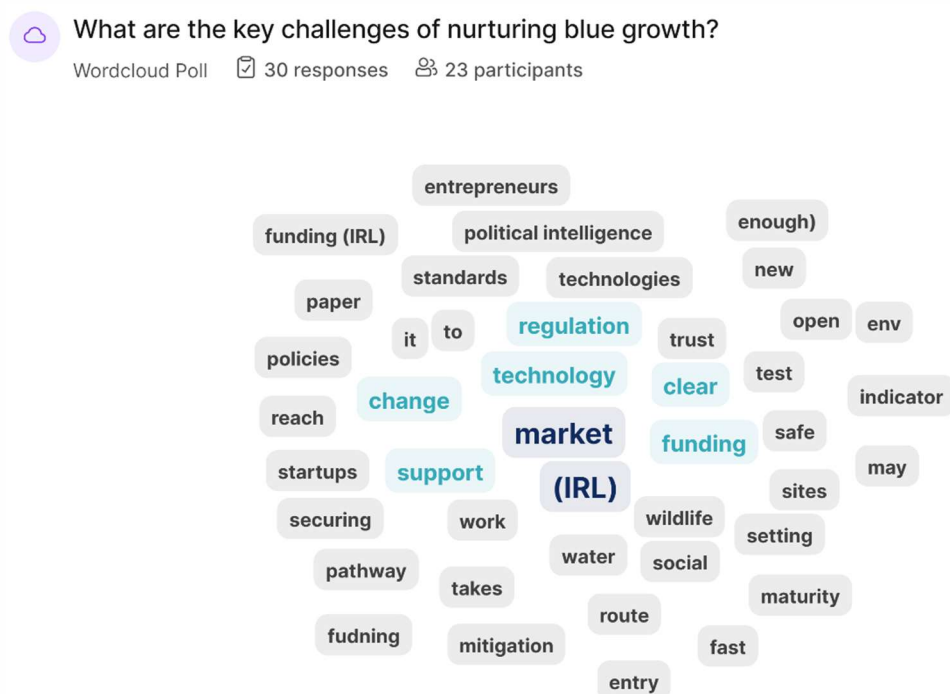 What are the key challenges of nurturing blue growth?
Wordcloud Poll 30 responses 23 participants
entrepreneurs
funding (IRL) political intelligence enough)
standards technologies new
paper
it to regulation trust open env
policies technology clear test
change indicator
reach market funding safe
startups support (IRL) sites may
securing work wildlife setting
pathway water social
takes maturity
route
fudning mitigation fast
entry